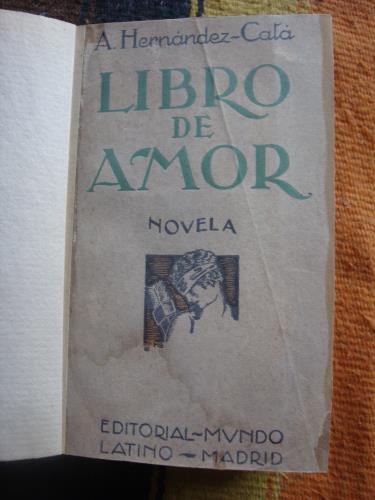 A. Hernández-Catá
LIBRO
DE
AMOR
NOVELA
EDITORIAL-MVNDO
LATINO-MADRID